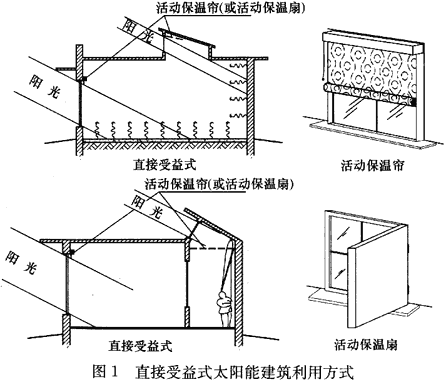 活动保温帘(或活动保温扇)
阳光
阳光
直接受益式
活动保温帘
活动保温帘(或活动保温扇)
阳光
阳光
直接受益式
活动保温扇
图1 直接受益式太阳能建筑利用方式